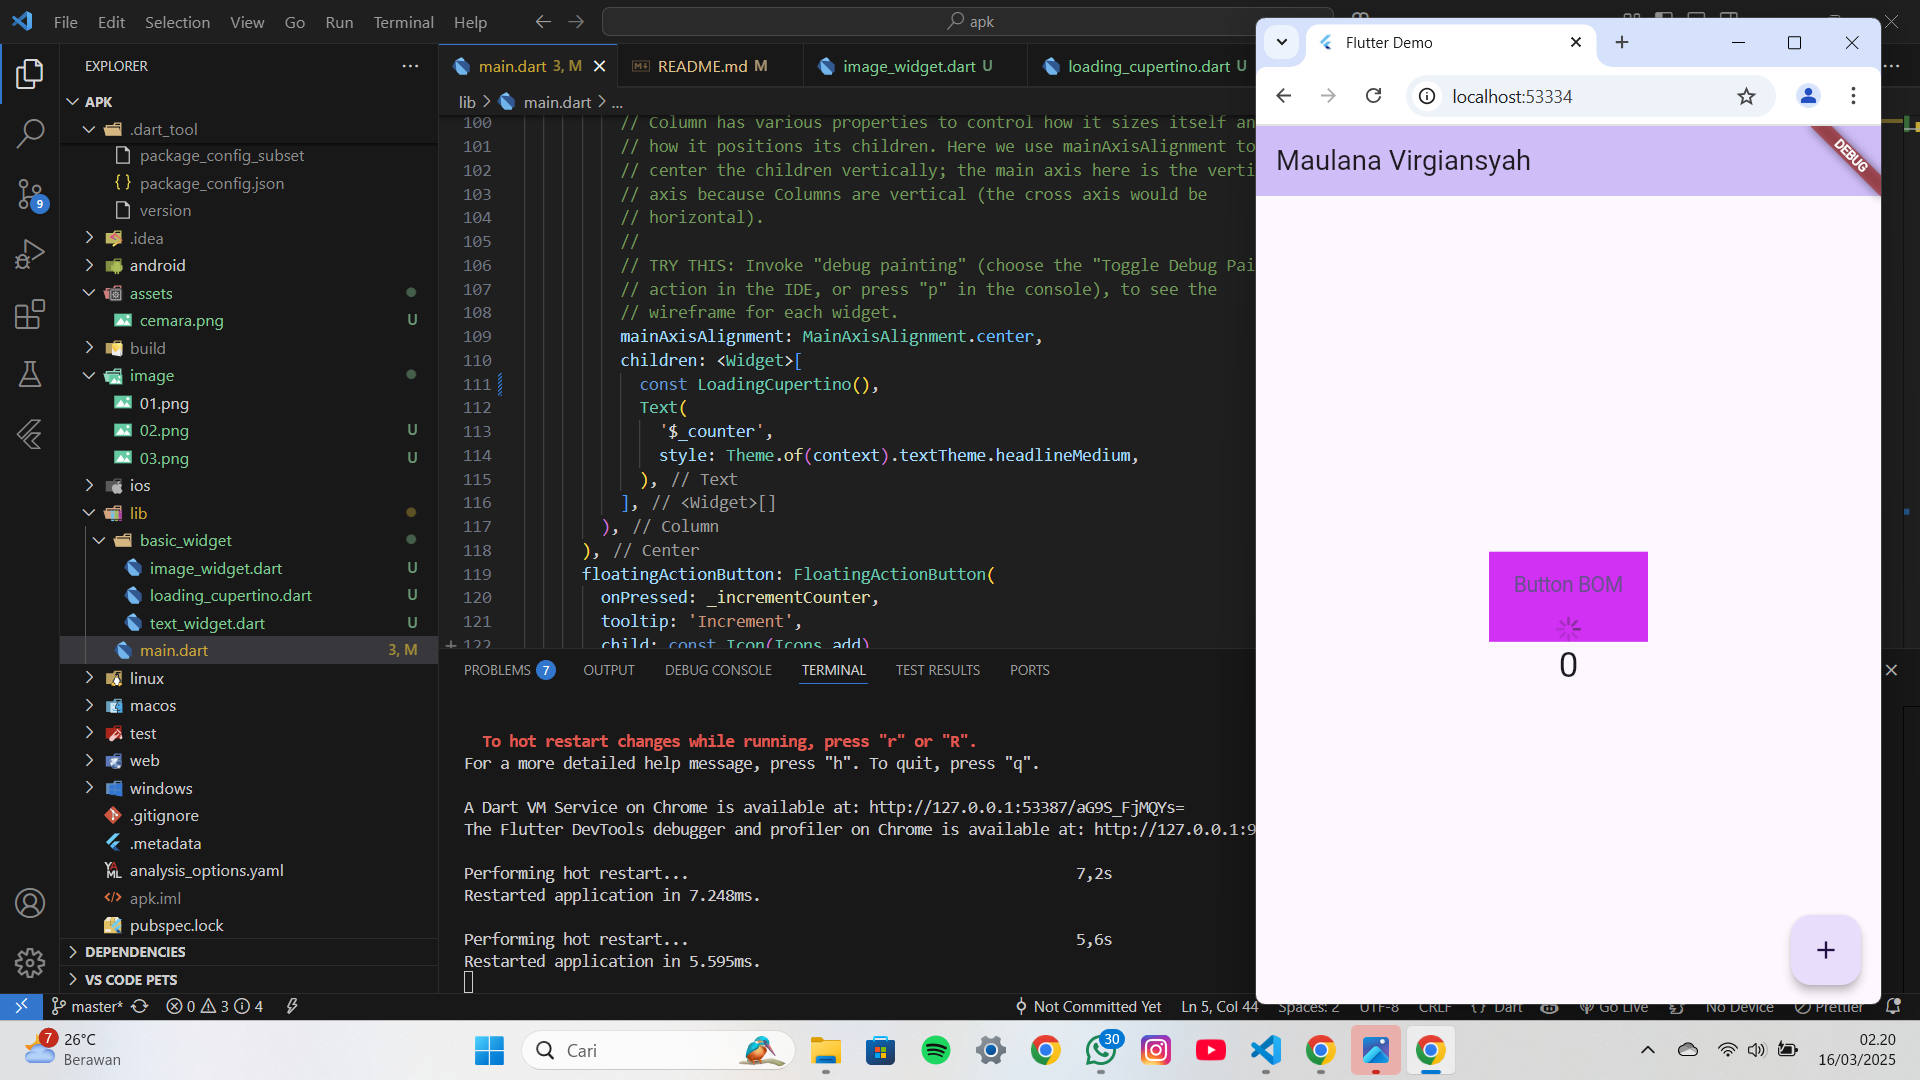 File Edit Selection View Go Run Terminal Help
apk
EXPLORER
APK
.dart_tool
package_config_subset
package_config.json
version
.idea
android
assets
cemara.png U
build
image
01.png
02.png U
03.png U
ios
lib
basic_widget
image_widget.dart U
loading_cupertino.dart U
text_widget.dart U
main.dart 3, M
linux
macos
test
web
windows
.gitignore
.metadata
analysis_options.yaml
apk.iml
pubspec.lock
DEPENDENCIES
VS CODE PETS
9
main.dart 3, M
README.md M
image_widget.dart U
loading_cupertino.dart U
lib > main.dart > ...
100 // Column has various properties to control how it sizes itself an
101 // how it positions its children. Here we use mainAxisAlignment to
102 // center the children vertically; the main axis here is the verti
103 // axis because Columns are vertical (the cross axis would be
104 // horizontal).
105 //
106 // TRY THIS: Invoke "debug painting" (choose the "Toggle Debug Pai
107 // action in the IDE, or press "p" in the console), to see the
108 // wireframe for each widget.
109 mainAxisAlignment: MainAxisAlignment.center,
110 children: <Widget>[
111 const LoadingCupertino(),
112 Text(
113 '$_counter',
114 style: Theme.of(context).textTheme.headlineMedium,
115 ), // Text
116 ], // <Widget>[]
117 ), // Column
118 ), // Center
119 floatingActionButton: FloatingActionButton(
120 onPressed: _incrementCounter,
121 tooltip: 'Increment',
122 child: const Icon(Icons.add)
PROBLEMS 7 OUTPUT DEBUG CONSOLE TERMINAL TEST RESULTS PORTS
To hot restart changes while running, press "r" or "R".
For a more detailed help message, press "h". To quit, press "q".
A Dart VM Service on Chrome is available at: http://127.0.0.1:53387/aG9S_FjMQYs=
The Flutter DevTools debugger and profiler on Chrome is available at: http://127.0.0.1:9
Performing hot restart... 7,2s
Restarted application in 7.248ms.
Performing hot restart... 5,6s
Restarted application in 5.595ms.
Flutter Demo
localhost:53334
Maulana Virgiansyah
DEBUG
Button BOM
0
master* 0 3 4
Not Committed Yet Ln 5, Col 44 Spaces: 2 UTF-8 CRLF {} Dart Go Live No Device Prettier
7
26°C
Berawan
Cari
30
02.20
16/03/2025